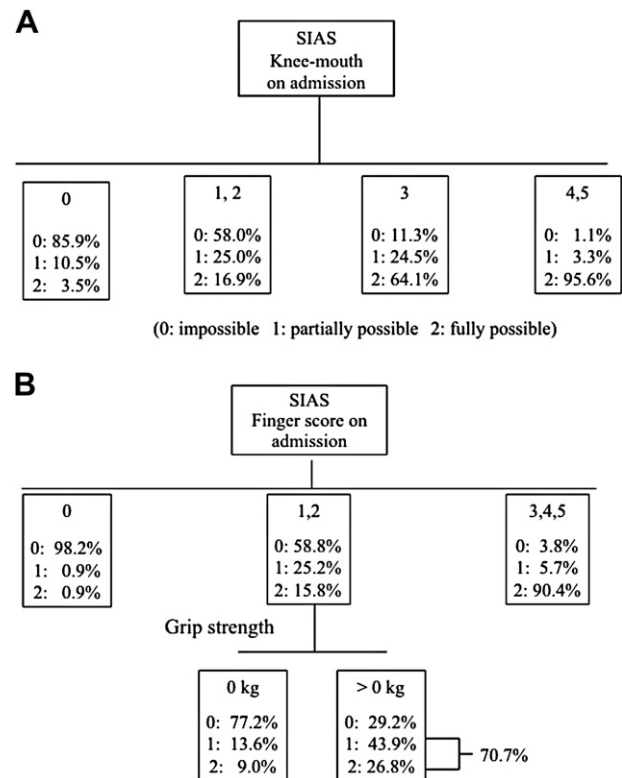 A
SIAS
Knee-mouth
on admission
0
0: 85.9%
1: 10.5%
2: 3.5%
1, 2
0: 58.0%
1: 25.0%
2: 16.9%
3
0: 11.3%
1: 24.5%
2: 64.1%
4,5
0: 1.1%
1: 3.3%
2: 95.6%
(0: impossible 1: partially possible 2: fully possible)
B
SIAS
Finger score on
admission
0
0: 98.2%
1: 0.9%
2: 0.9%
1,2
0: 58.8%
1: 25.2%
2: 15.8%
3,4,5
0: 3.8%
1: 5.7%
2: 90.4%
Grip strength
0 kg
0: 77.2%
1: 13.6%
2: 9.0%
> 0 kg
0: 29.2%
1: 43.9%
2: 26.8%
70.7%